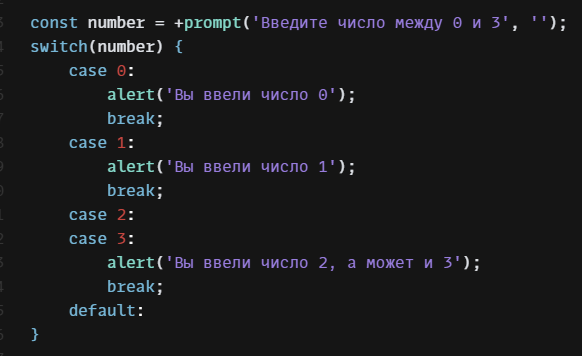 const number = +prompt('Введите число между 0 и 3', '');
switch(number) {
    case 0:
        alert('Вы ввели число 0');
        break;
    case 1:
        alert('Вы ввели число 1');
        break;
    case 2:
    case 3:
        alert('Вы ввели число 2, а может и 3');
        break;
    default:
}